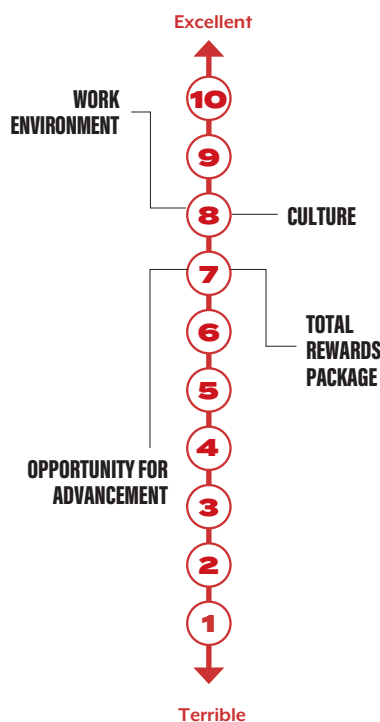 Excellent
10
WORK
ENVIRONMENT
9
8
CULTURE
7
6
TOTAL
REWARDS
PACKAGE
5
4
OPPORTUNITY FOR
ADVANCEMENT
3
2
1
Terrible